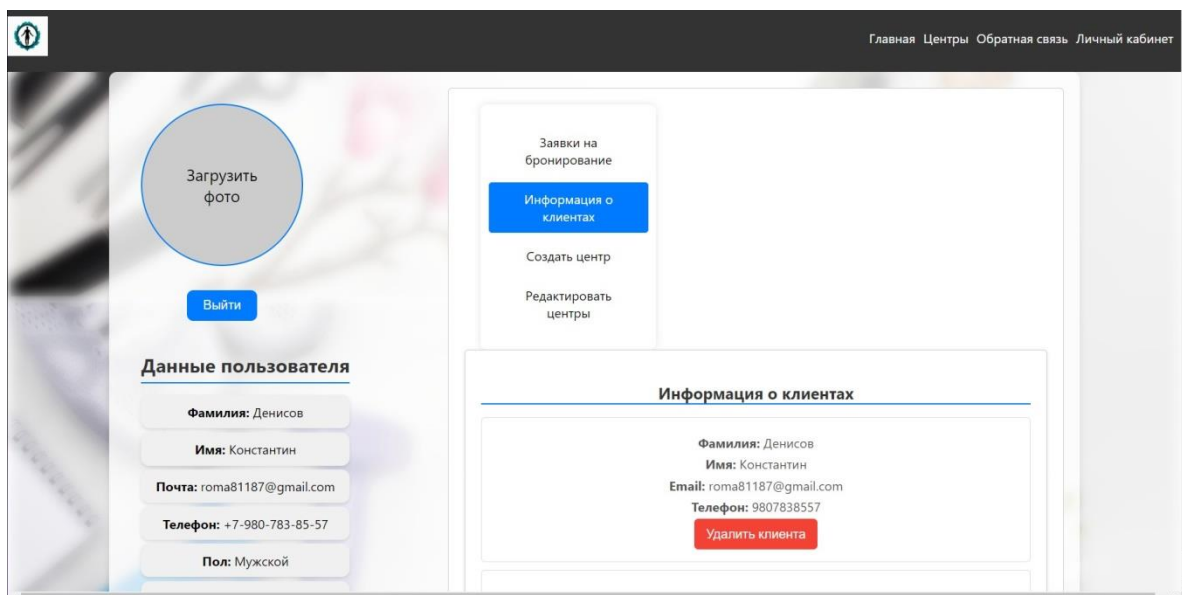 Главная Центры Обратная связь Личный кабинет
Загрузить
фото
Выйти
Данные пользователя
Фамилия: Денисов
Имя: Константин
Почта: roma81187@gmail.com
Телефон: +7-980-783-85-57
Пол: Мужской
Заявки на
бронирование
Информация о
клиентах
Создать центр
Редактировать
центры
Информация о клиентах
Фамилия: Денисов
Имя: Константин
Email: roma81187@gmail.com
Телефон: 9807838557
Удалить клиента